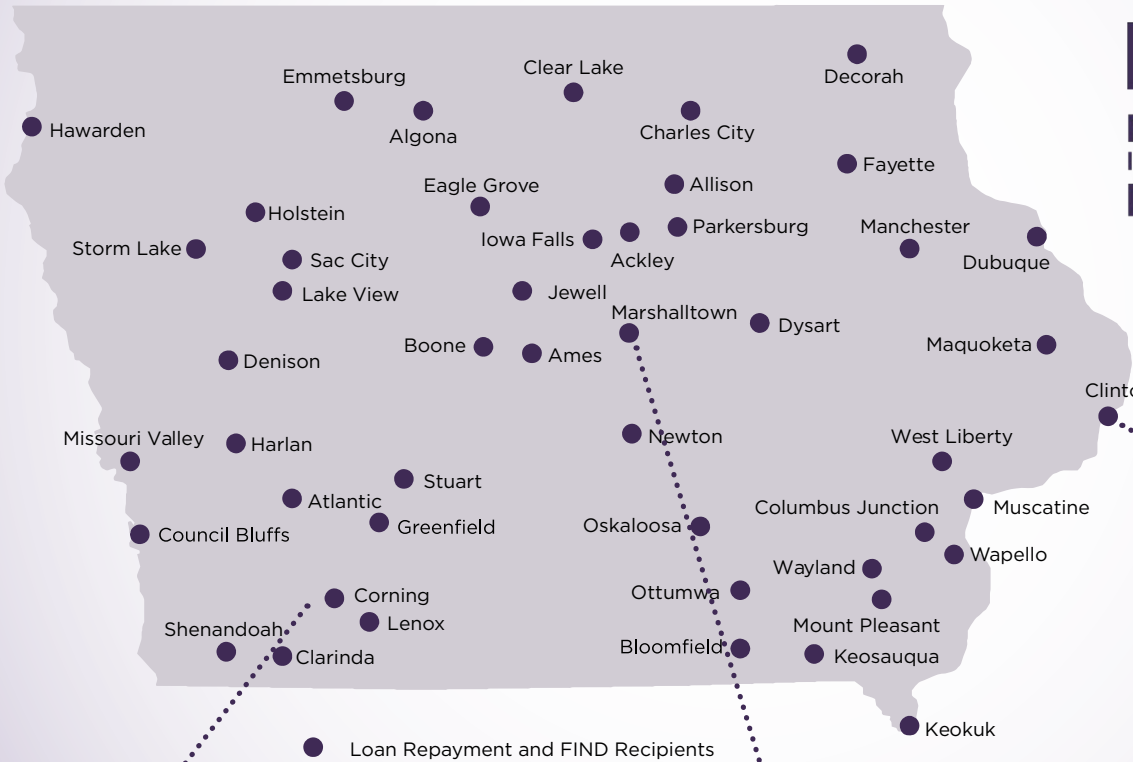 Clear Lake
Emmetsburg
Decorah
Hawarden
Algona
Charles City
Fayette
Allison
Eagle Grove
Holstein
Parkersburg
Manchester
Iowa Falls
Storm Lake
Sac City
Ackley
Dubuque
Lake View
Jewell
Marshalltown
Dysart
Boone
Ames
Maquoketa
Denison
Missouri Valley
Harlan
Newton
West Liberty
Stuart
Atlantic
Columbus Junction
Muscatine
Council Bluffs
Greenfield
Oskaloosa
Wapello
Wayland
Corning
Ottumwa
Lenox
Mount Pleasant
Shenandoah
Clarinda
Bloomfield
Keosauqua
Keokuk
Loan Repayment and FIND Recipients